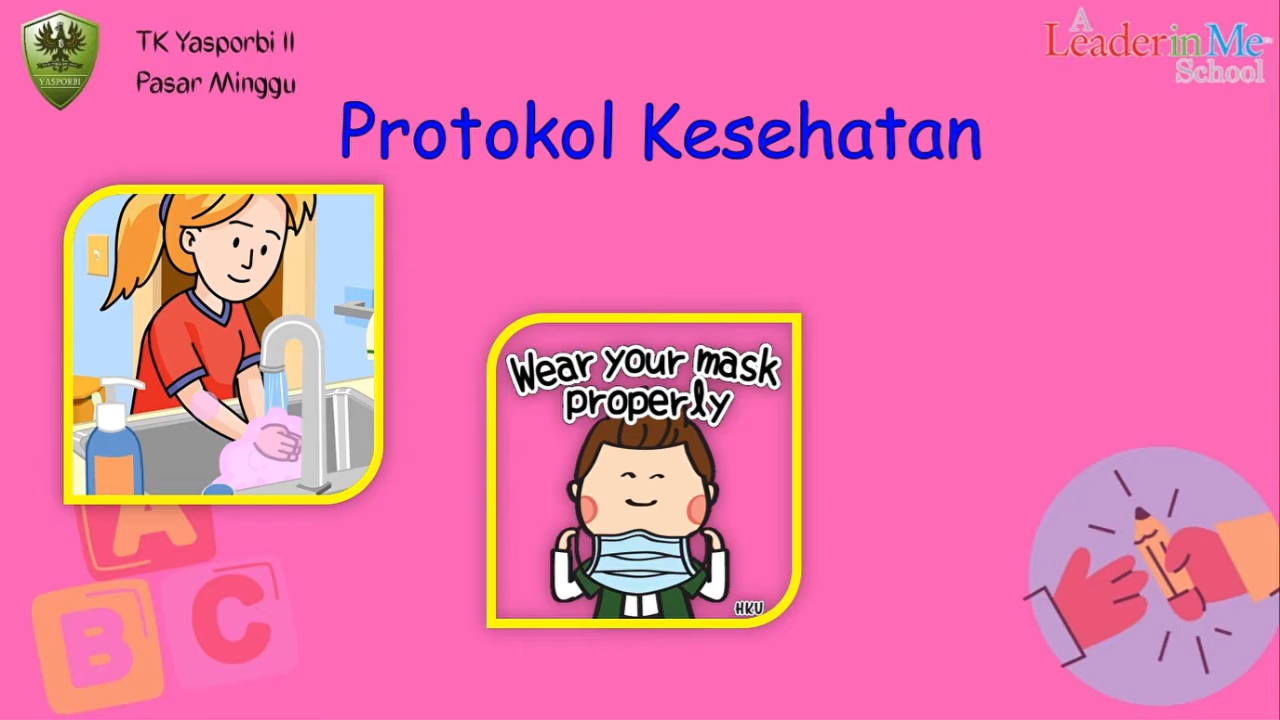 YASPORBI
TK Yasporbi II
Pasar Minggu
A
Leader in Me
School
Protokol Kesehatan
Wear your mask
properly
HKU
A
B
C